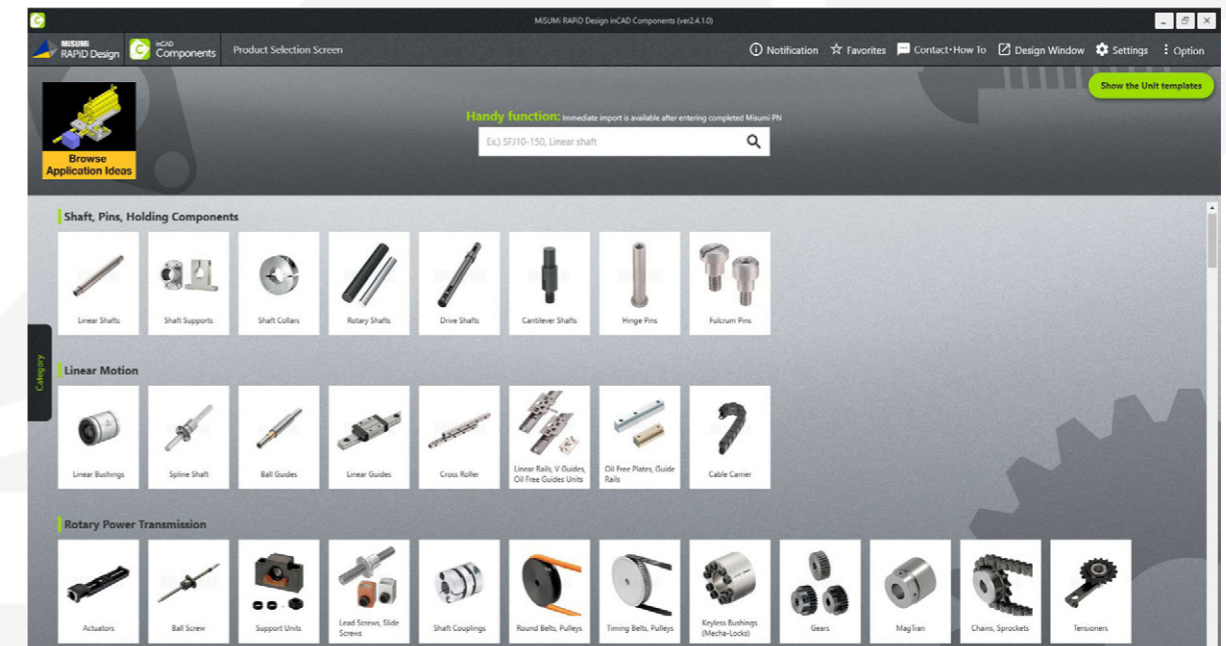 MiSUMi RAPiD Design inCAD Components (ver2.4.1.0)
MiSUMi
RAPiD Design
inCAD
Components
Product Selection Screen
Notification
Favorites
Contact･How To
Design Window
Settings
Option
Show the Unit templates
Browse
Application Ideas
Handy function: Immediate import is available after entering completed Misumi PN
Ex.) SFJ10-150, Linear shaft
Category
Shaft, Pins, Holding Components
Linear Shafts
Shaft Supports
Shaft Collars
Rotary Shafts
Drive Shafts
Cantilever Shafts
Hinge Pins
Fulcrum Pins
Linear Motion
Linear Bushings
Spline Shaft
Ball Guides
Linear Guides
Cross Roller
Linear Rails, V Guides,
Oil Free Guides Units
Oil Free Plates, Guide
Rails
Cable Carrier
Rotary Power Transmission
Actuators
Ball Screw
Support Units
Lead Screws, Slide
Screws
Shaft Couplings
Round Belts, Pulleys
Timing Belts, Pulleys
Keyless Bushings
(Mecha-Locks)
Gears
MagTran
Chains, Sprockets
Tensioners